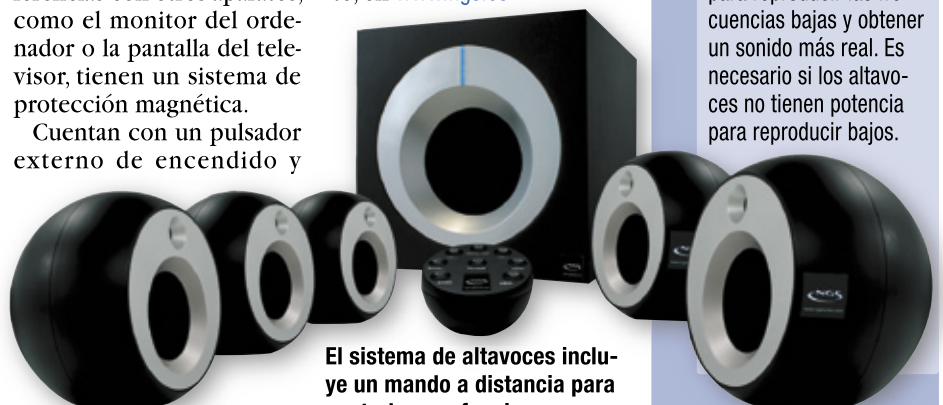 como el monitor del orde-
nador o la pantalla del tele-
visor, tienen un sistema de
protección magnética.
Cuentan con un pulsador
externo de encendido y
El sistema de altavoces inclu-
ye un mando a distancia para
cuencias bajas y obtener
un sonido más real. Es
necesario si los altavo-
ces no tienen potencia
para reproducir bajos.
NGS